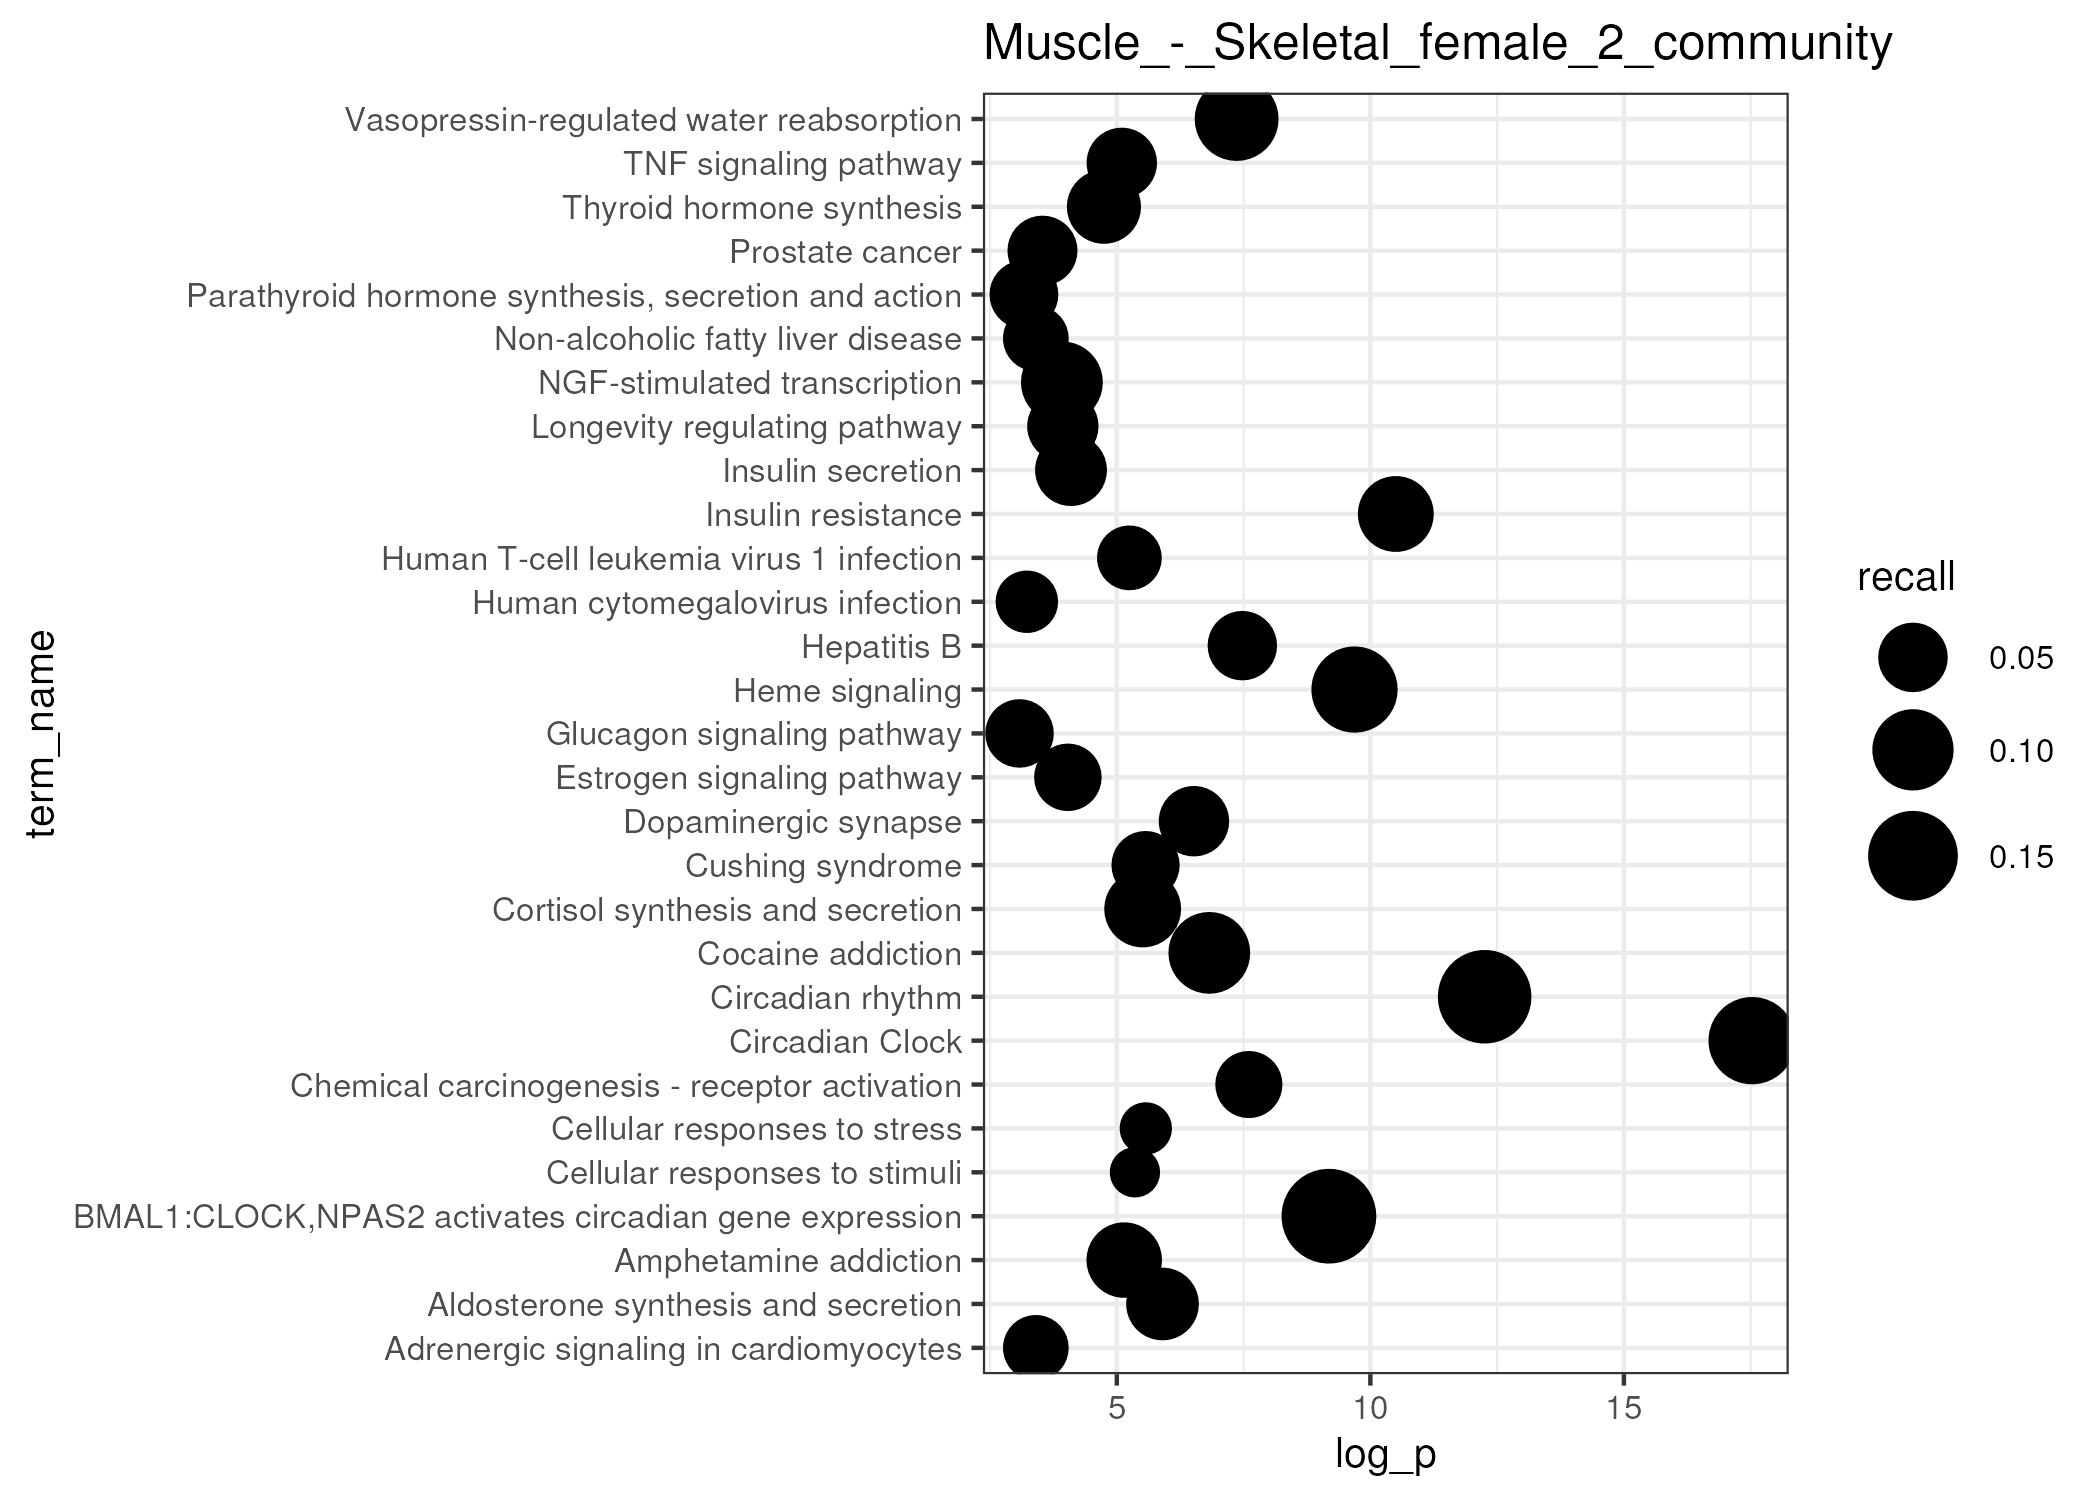 Muscle_-_Skeletal_female_2_community
Vasopressin-regulated water reabsorption
TNF signaling pathway
Thyroid hormone synthesis
Prostate cancer
Parathyroid hormone synthesis, secretion and action
Non-alcoholic fatty liver disease
NGF-stimulated transcription
Longevity regulating pathway
Insulin secretion
Insulin resistance
Human T-cell leukemia virus 1 infection
Human cytomegalovirus infection
Hepatitis B
Heme signaling
Glucagon signaling pathway
Estrogen signaling pathway
Dopaminergic synapse
Cushing syndrome
Cortisol synthesis and secretion
Cocaine addiction
Circadian rhythm
Circadian Clock
Chemical carcinogenesis - receptor activation
Cellular responses to stress
Cellular responses to stimuli
BMAL1:CLOCK,NPAS2 activates circadian gene expression
Amphetamine addiction
Aldosterone synthesis and secretion
Adrenergic signaling in cardiomyocytes
term_name
5 10 15
log_p
recall
0.05
0.10
0.15